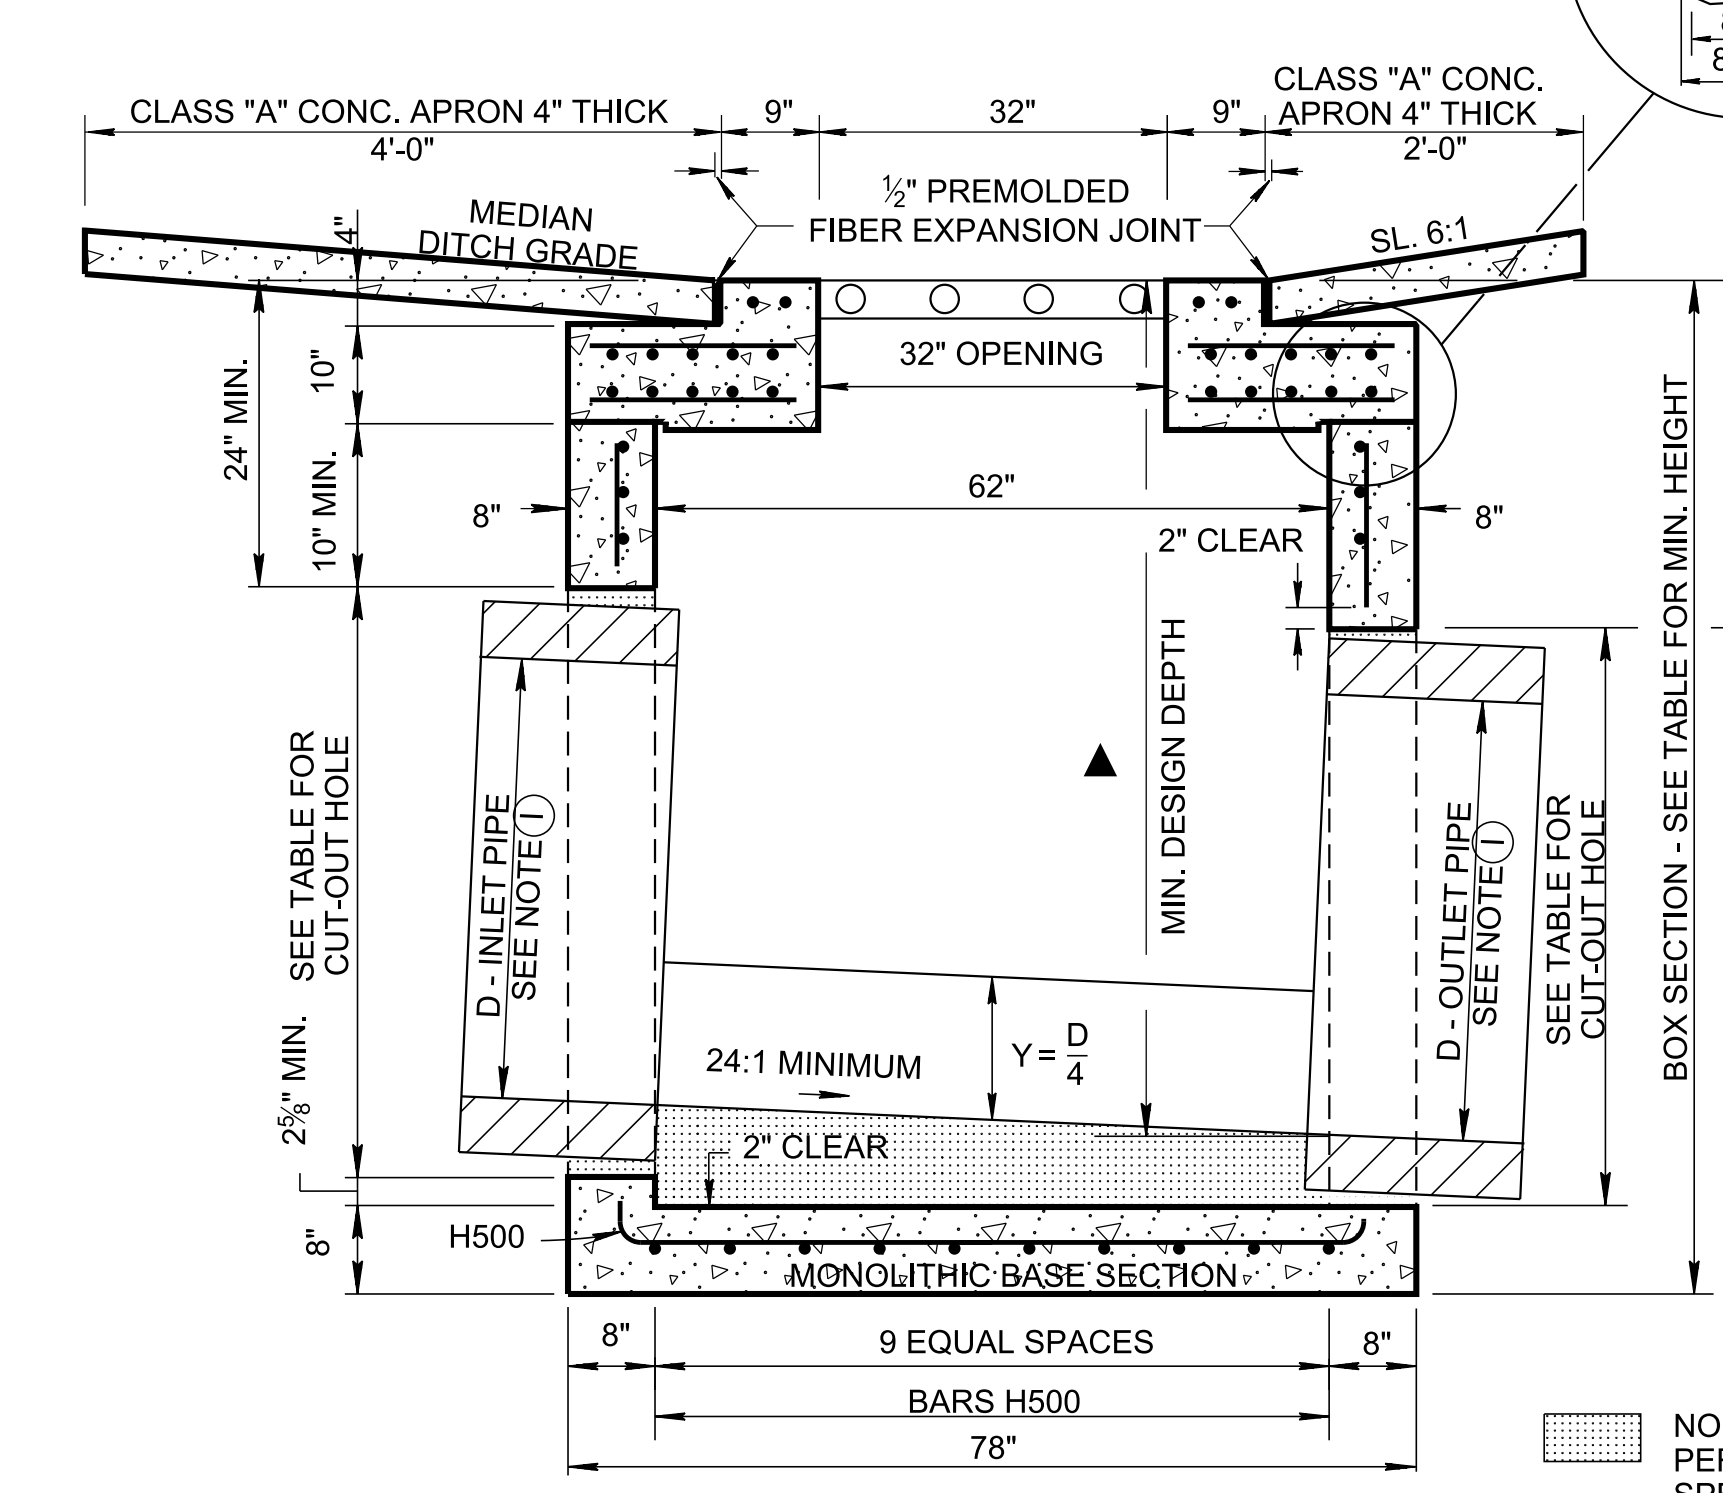 CLASS "A" CONC. APRON 4" THICK
4'-0"
9"
32"
9"
CLASS "A" CONC.
APRON 4" THICK
2'-0"
8
½" PREMOLDED
FIBER EXPANSION JOINT
MEDIAN
DITCH GRADE
SL. 6:1
4"
24" MIN.
10"
10" MIN.
32" OPENING
62"
8"
8"
2" CLEAR
MIN. DESIGN DEPTH
BOX SECTION - SEE TABLE FOR MIN. HEIGHT
SEE TABLE FOR
CUT-OUT HOLE
D - INLET PIPE
SEE NOTE 1
D - OUTLET PIPE
SEE NOTE 1
SEE TABLE FOR
CUT-OUT HOLE
2⅝" MIN.
24:1 MINIMUM
Y = D/4
2" CLEAR
8"
H500
MONOLITHIC BASE SECTION
8"
9 EQUAL SPACES
8"
BARS H500
78"
NO